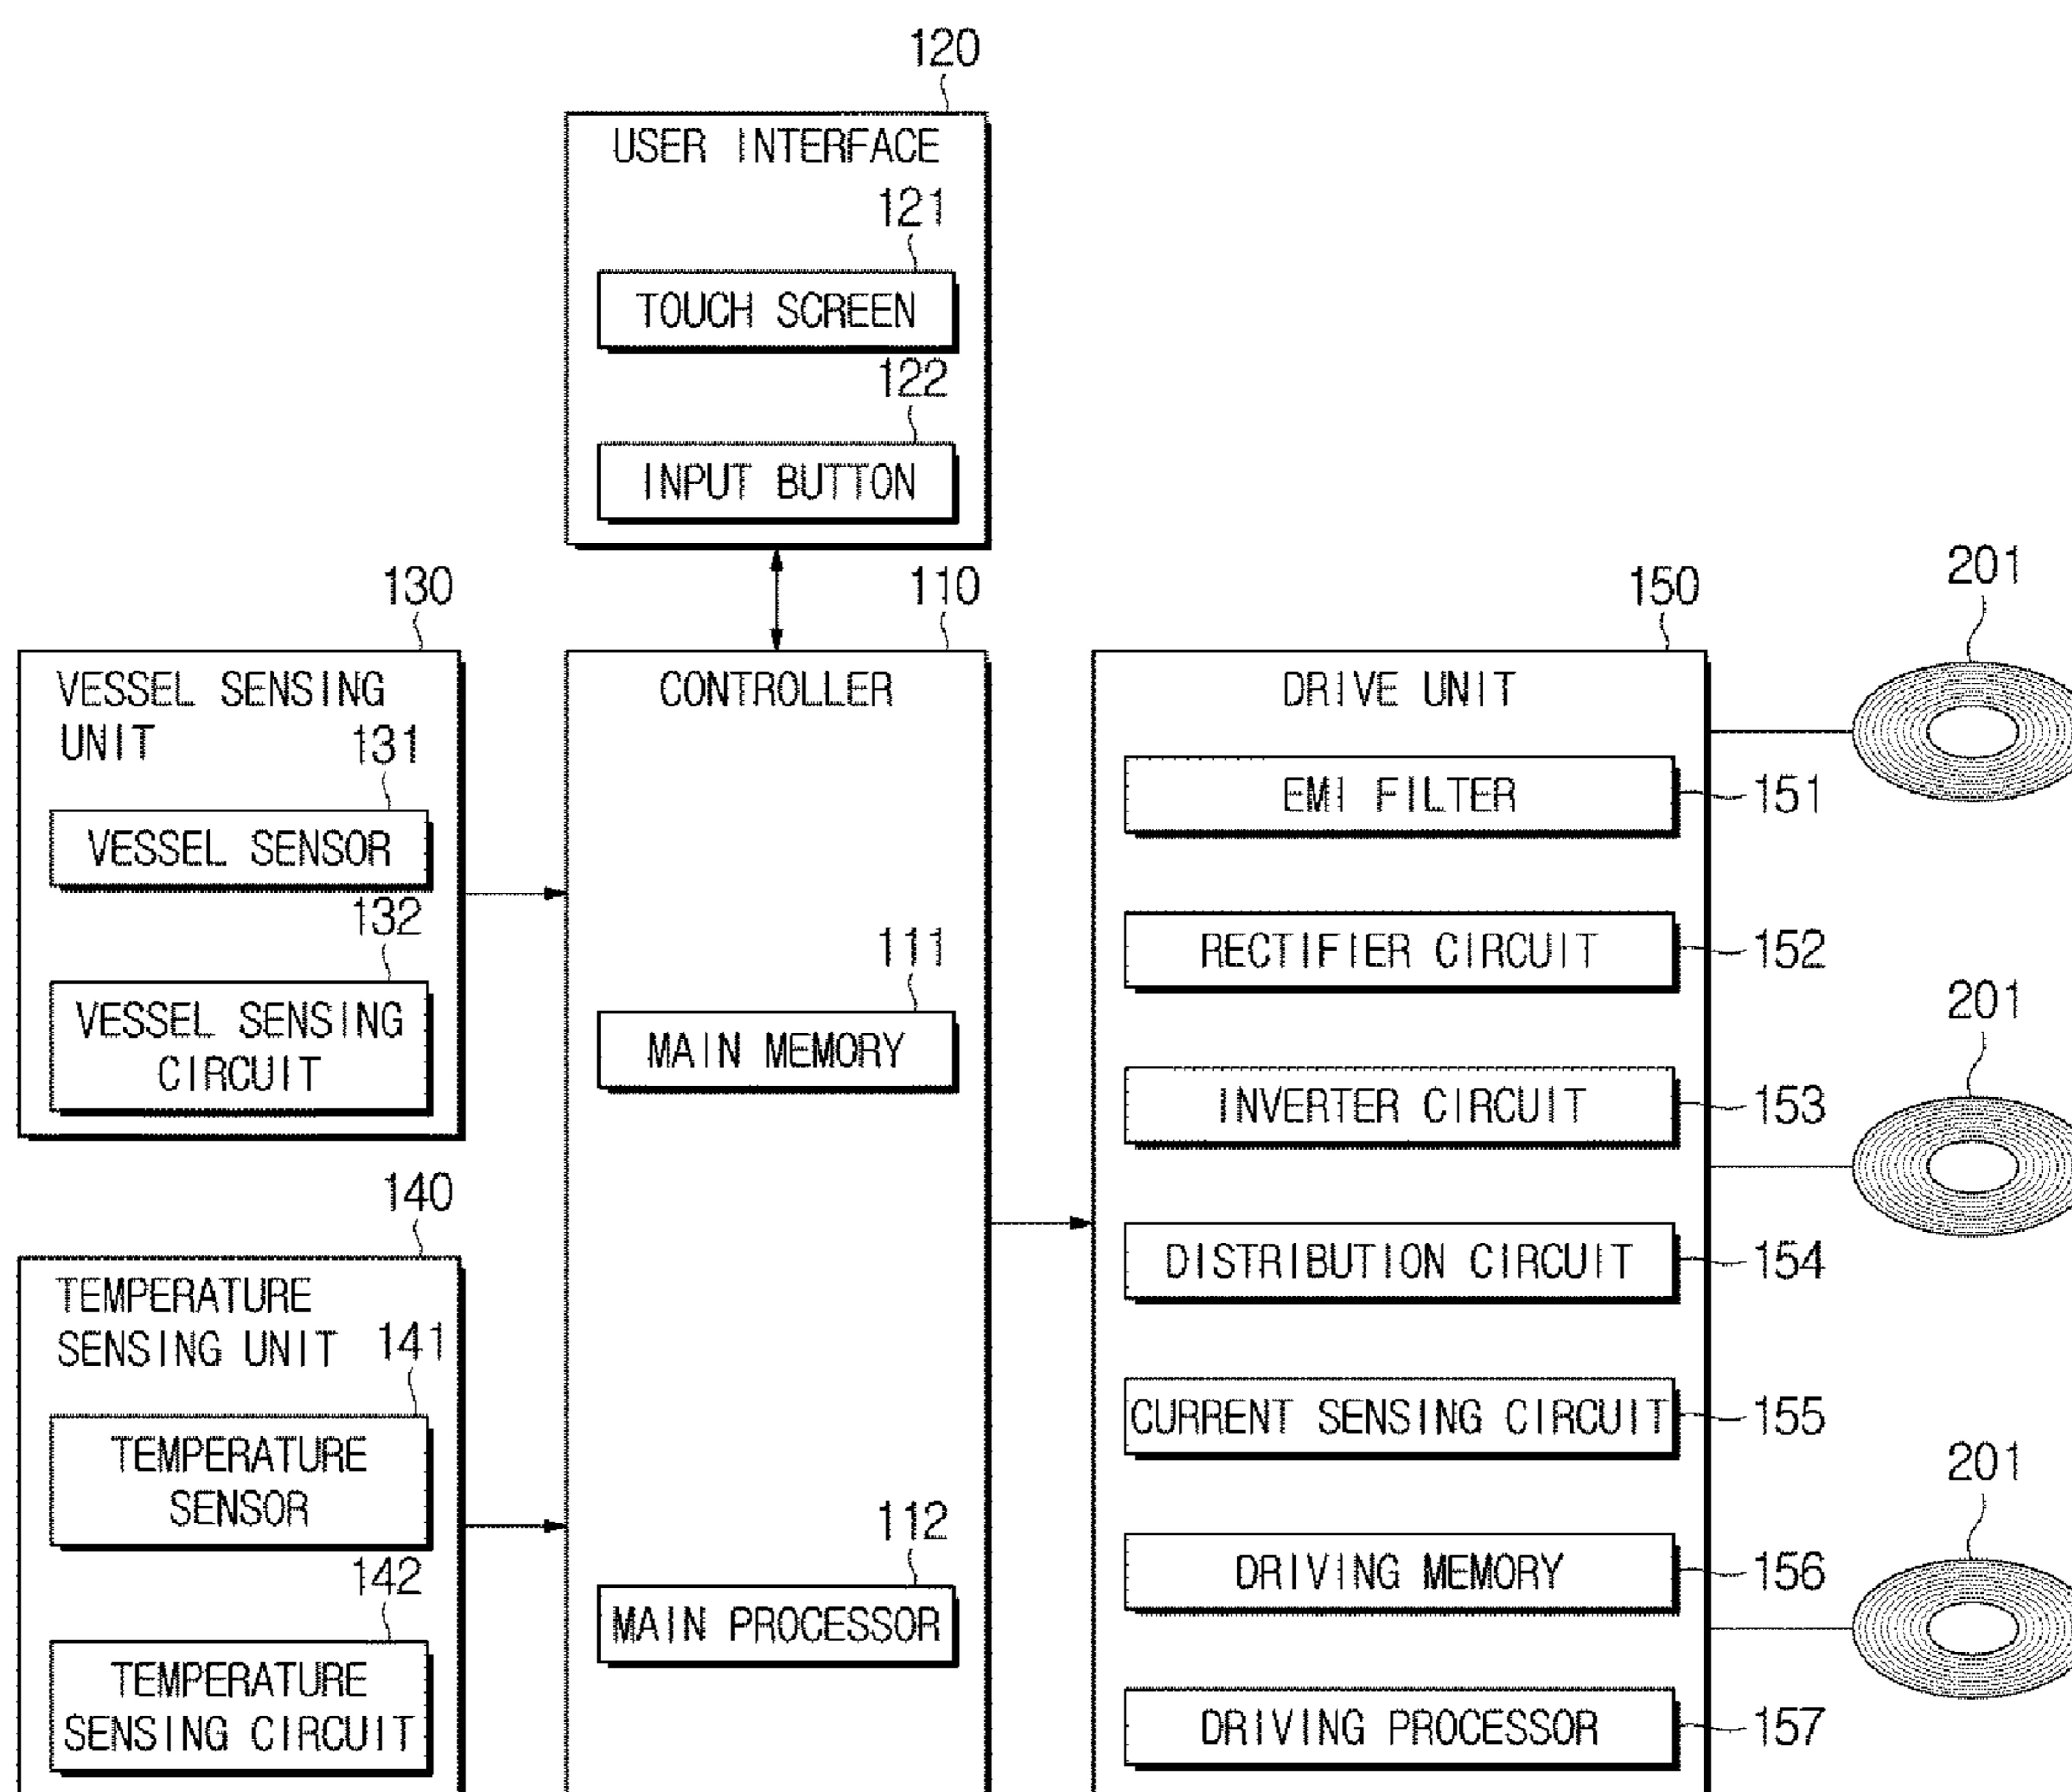 120
USER INTERFACE
121
TOUCH SCREEN
122
INPUT BUTTON
130
VESSEL SENSING
UNIT
131
VESSEL SENSOR
132
VESSEL SENSING
CIRCUIT
140
TEMPERATURE
SENSING UNIT
141
TEMPERATURE
SENSOR
142
TEMPERATURE
SENSING CIRCUIT
110
CONTROLLER
111
MAIN MEMORY
112
MAIN PROCESSOR
150
DRIVE UNIT
EMI FILTER
151
RECTIFIER CIRCUIT
152
INVERTER CIRCUIT
153
DISTRIBUTION CIRCUIT
154
CURRENT SENSING CIRCUIT
155
DRIVING MEMORY
156
DRIVING PROCESSOR
157
201
201
201